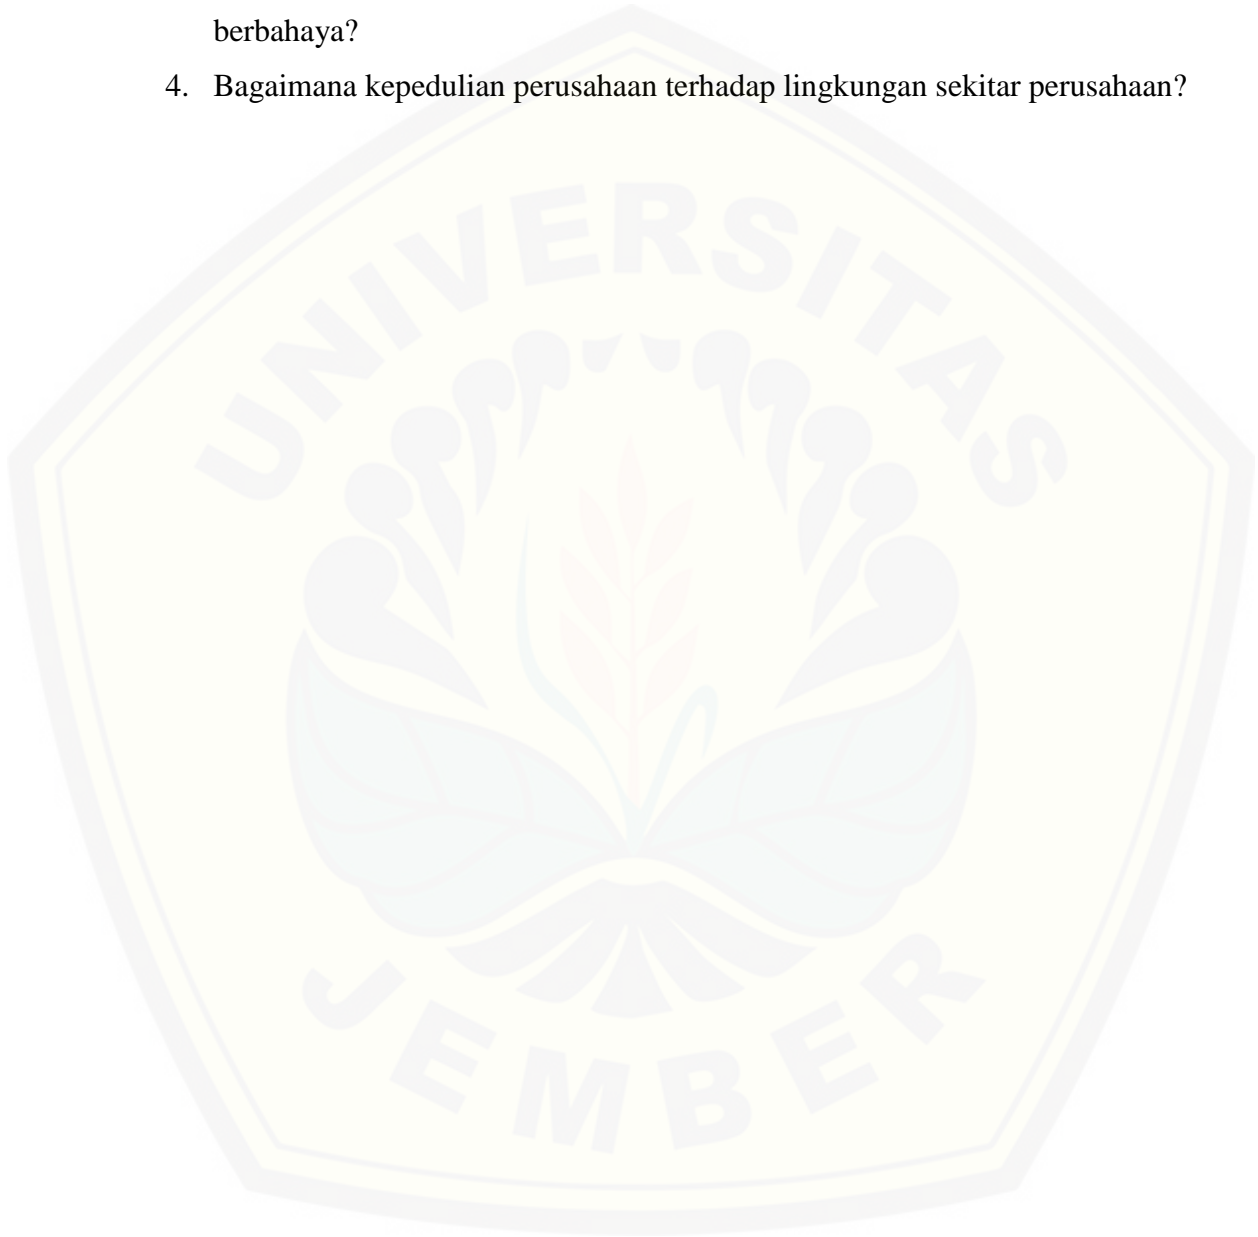 berbahaya?
4. Bagaimana kepedulian perusahaan terhadap lingkungan sekitar perusahaan?
UNIVERSITAS
JEMBER